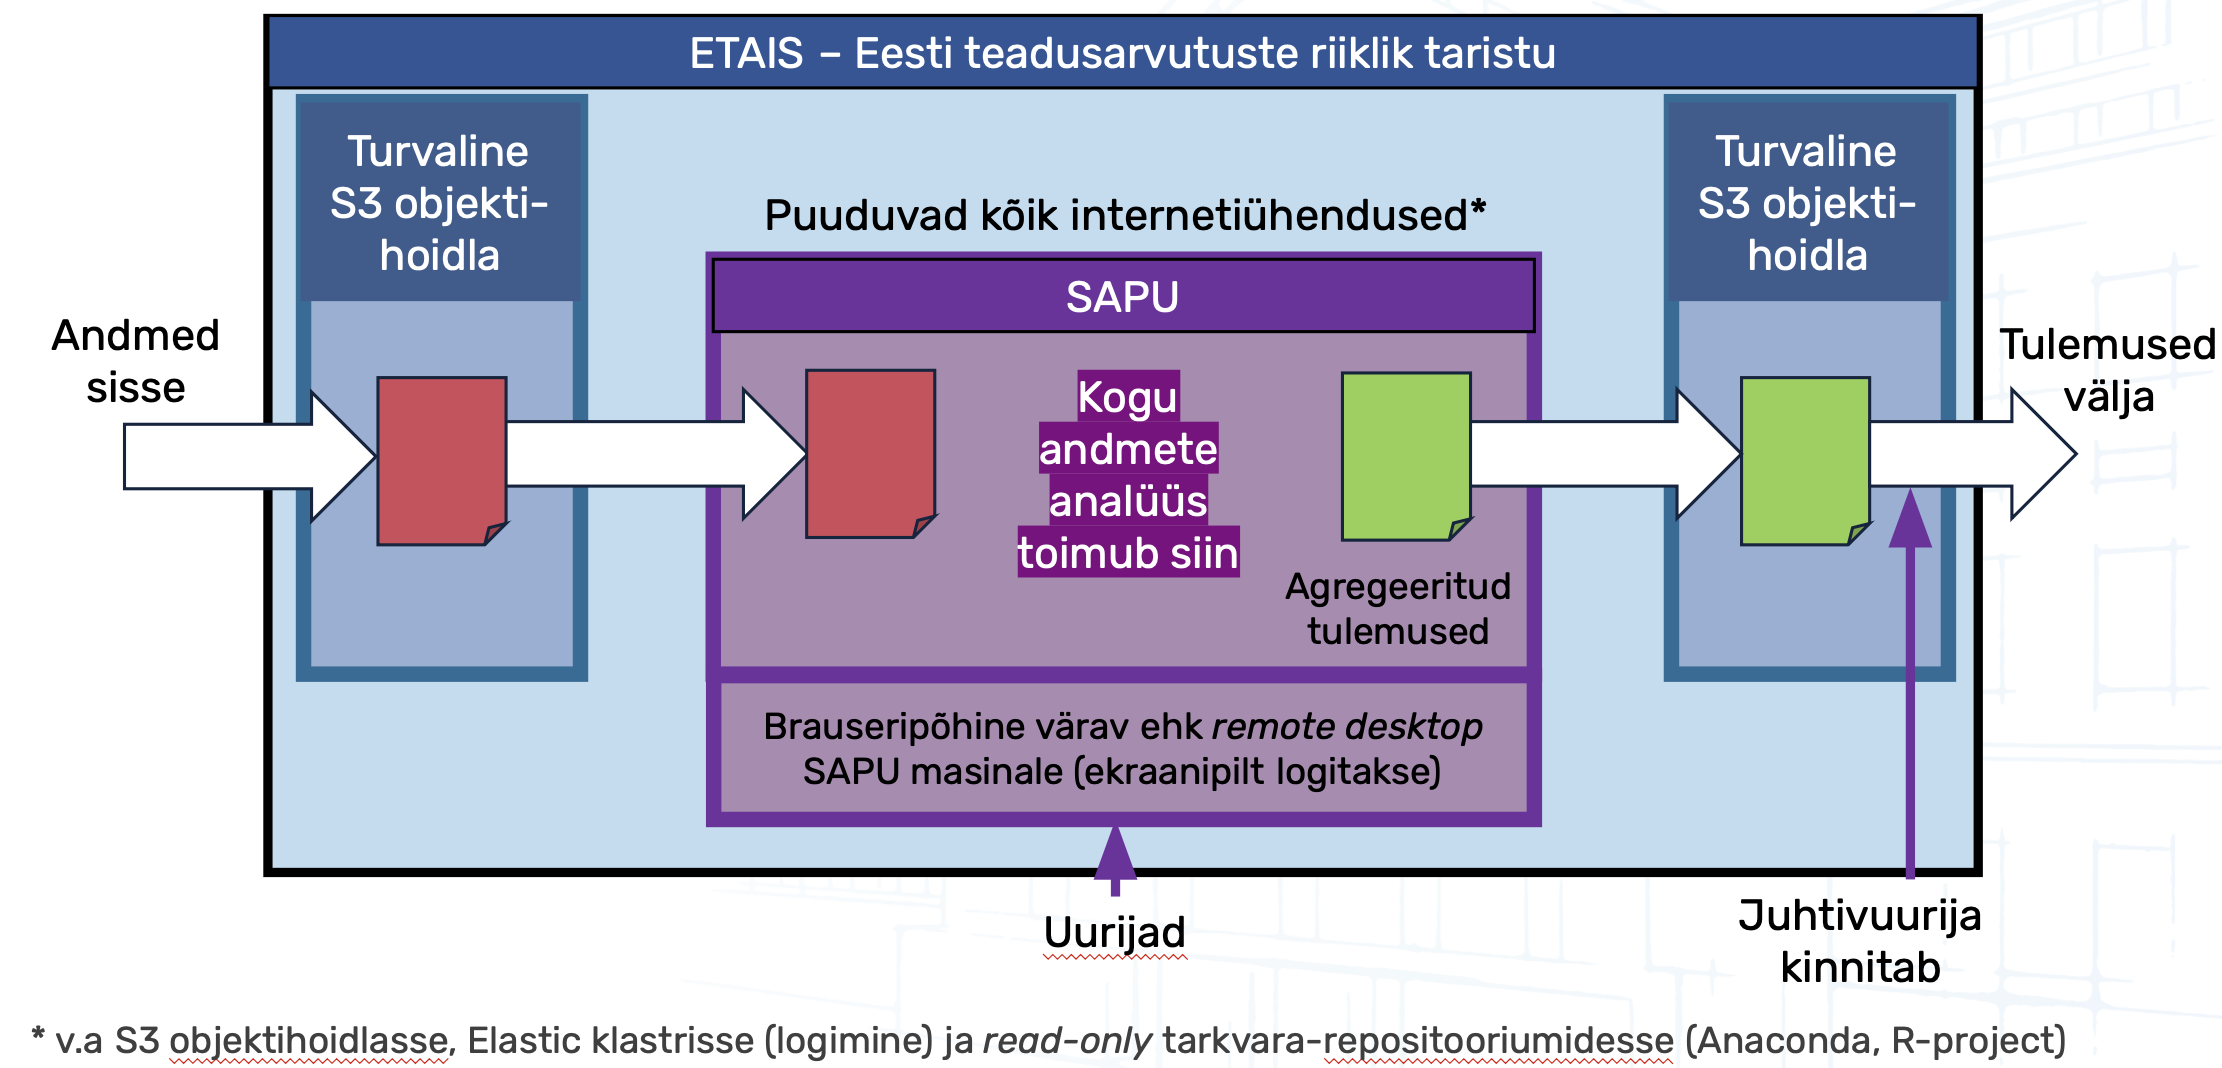 ETAIS – Eesti teadusarvutuste riiklik taristu
Turvaline
S3 objekti-
hoidla
Puuduvad kõik internetiühendused*
Turvaline
S3 objekti-
hoidla
SAPU
Andmed
sisse
Kogu
andmete
analüüs
toimub siin
Agregeeritud
tulemused
Tulemused
välja
Brauseripõhine värav ehk remote desktop
SAPU masinale (ekraanipilt logitakse)
Uurijad
Juhtivuurija
kinnitab
* v.a S3 objektihoidlasse, Elastic klastrisse (logimine) ja read-only tarkvara-repositooriumidesse (Anaconda, R-project)